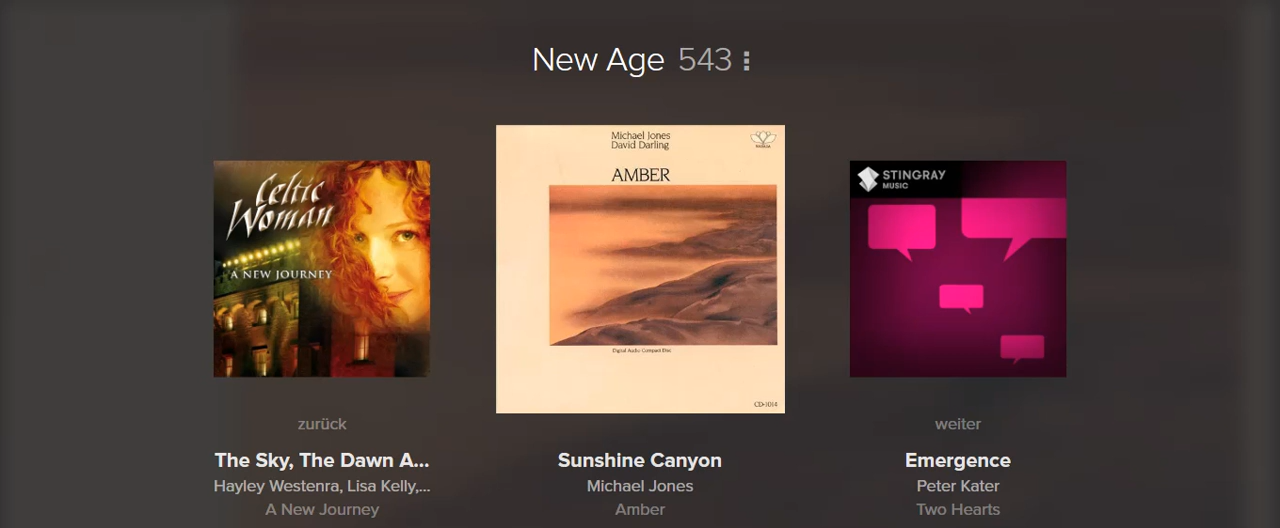 New Age 543
Michael Jones
David Darling
AMBER
Celtic
Woman
A NEW JOURNEY
STINGRAY
MUSIC
Digital Audio Compact Disc
CD-1014
zurück
weiter
The Sky, The Dawn A...
Sunshine Canyon
Emergence
Hayley Westenra, Lisa Kelly,...
Michael Jones
Peter Kater
A New Journey
Amber
Two Hearts